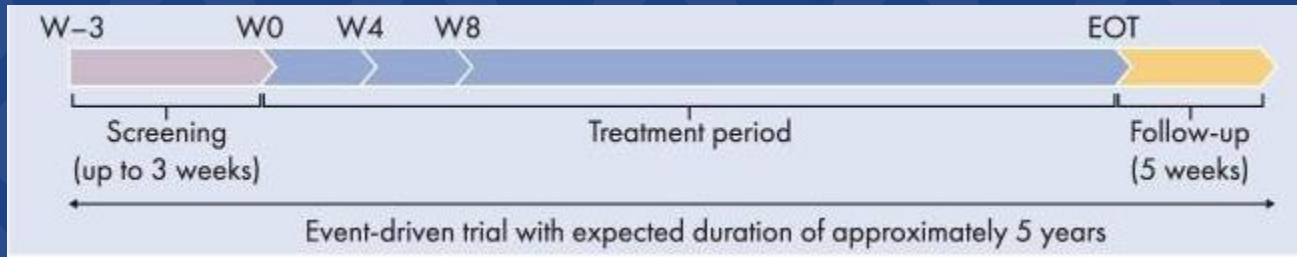 W–3 W0 W4 W8 EOT
Screening
(up to 3 weeks)
Treatment period
Follow-up
(5 weeks)
Event-driven trial with expected duration of approximately 5 years